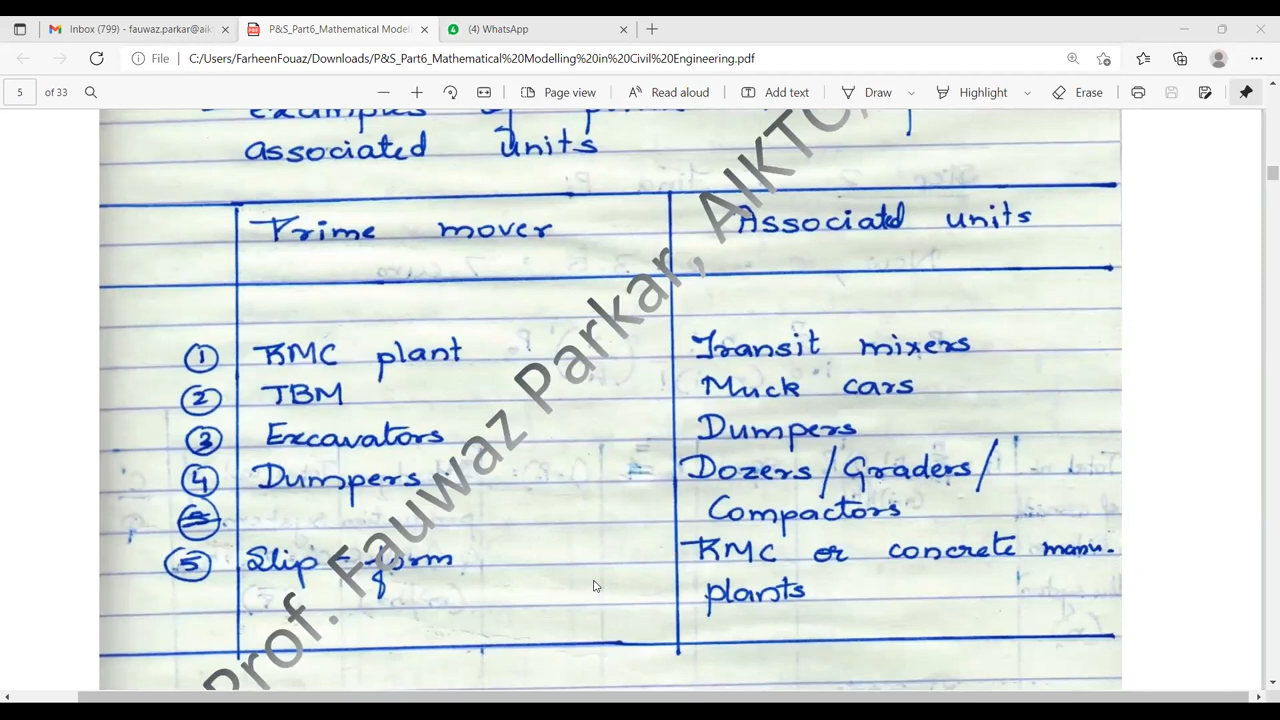 Inbox (799) - fauwaz.parkar@aik
P&S_Part6_Mathematical Model
4 (4) WhatsApp
File C:/Users/FarheenFouaz/Downloads/P&S_Part6_Mathematical%20Modelling%20in%20Civil%20Engineering.pdf
5 of 33 Page view Read aloud Add text Draw Highlight Erase
examples of
associated units
Prime mover Associated units
① RMC plant Transit mixers
② TBM Muck cars
③ Excavators Dumpers
④ Dumpers Dozers/Graders/
Compactors
⑤ Slip-form RMC or concrete manu.
plants
Prof. Fauwaz Parkar, AIKTC